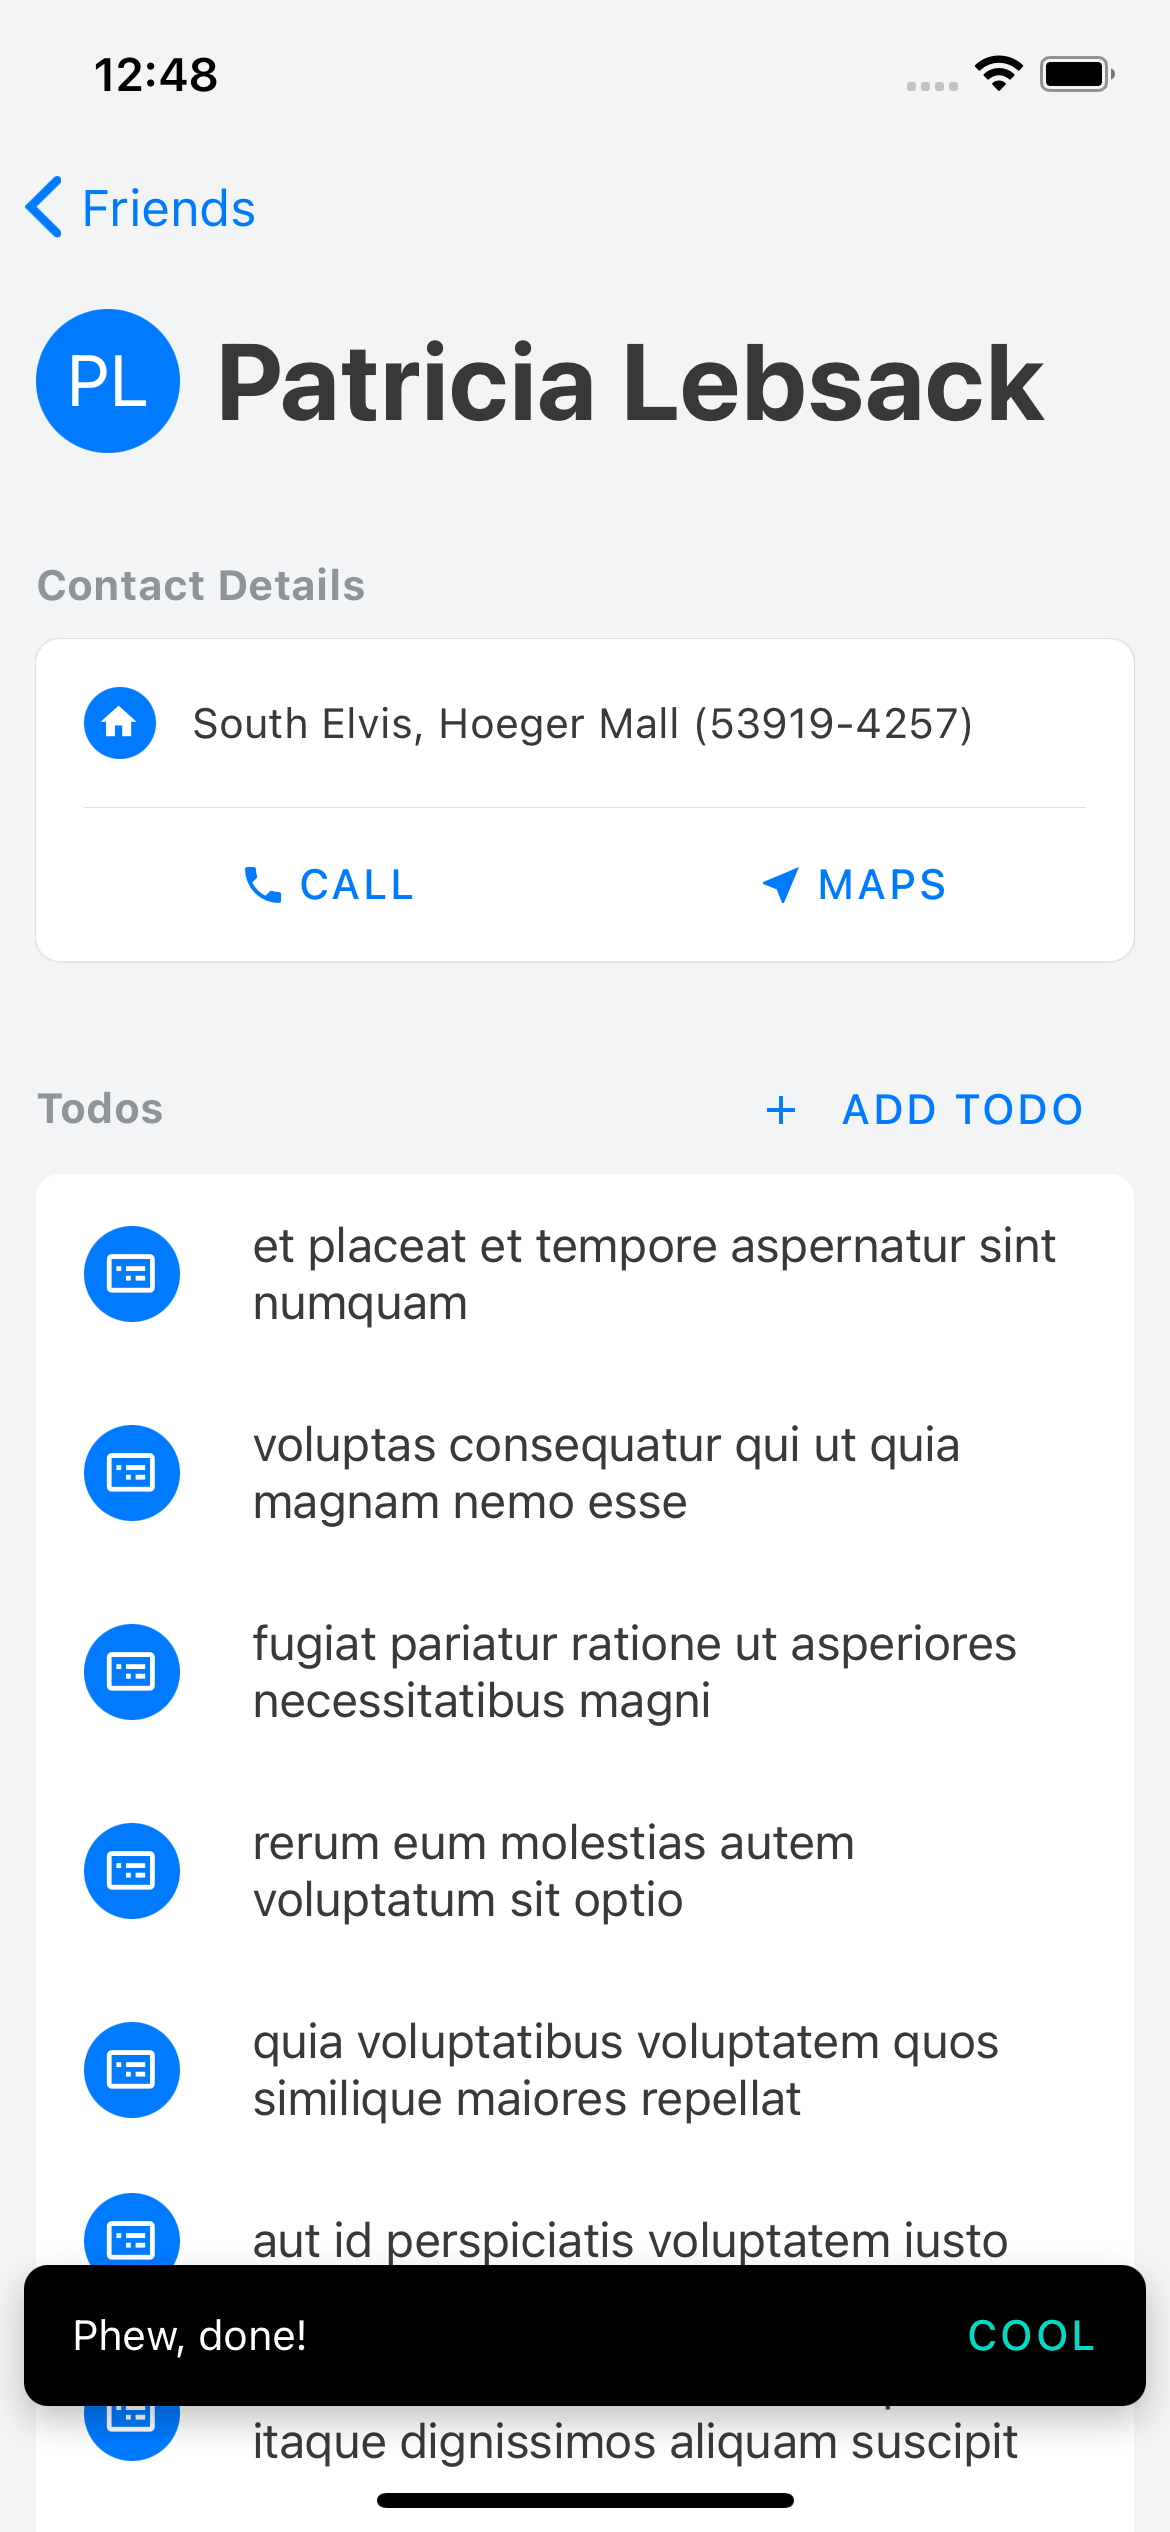 12:48
Friends
PL
Patricia Lebsack
Contact Details
South Elvis, Hoeger Mall (53919-4257)
CALL
MAPS
Todos
+ ADD TODO
et placeat et tempore aspernatur sint
numquam
voluptas consequatur qui ut quia
magnam nemo esse
fugiat pariatur ratione ut asperiores
necessitatibus magni
rerum eum molestias autem
voluptatum sit optio
quia voluptatibus voluptatem quos
similique maiores repellat
aut id perspiciatis voluptatem iusto
Phew, done!
COOL
itaque dignissimos aliquam suscipit